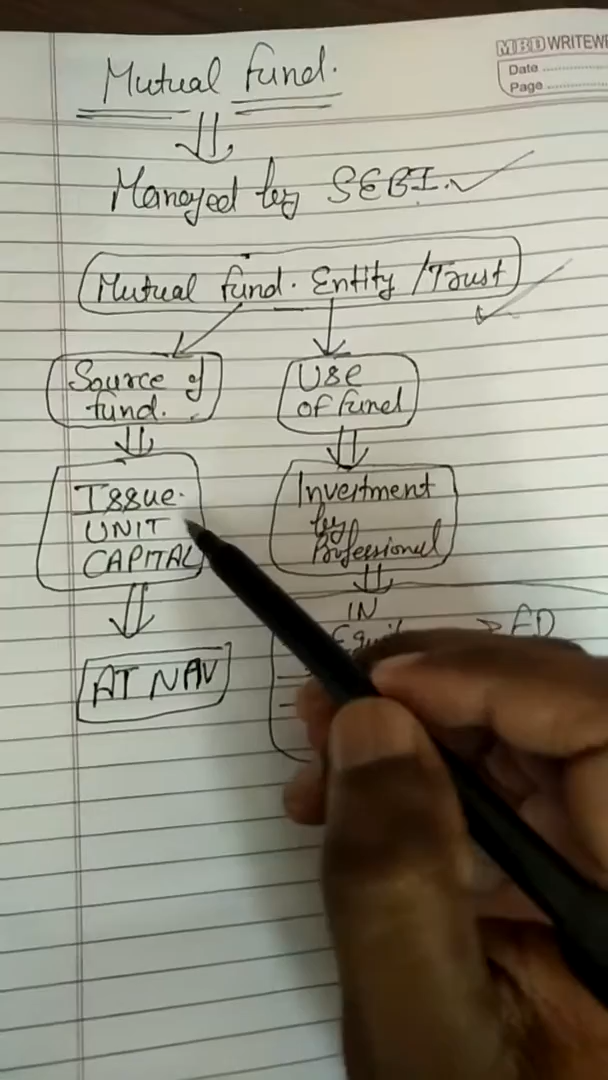 MBD WRITEWE
Date
Page
Mutual fund.
Managed by SEBI.
Mutual fund. Entity /Trust
Source of
fund.
Use
of fund
Issue.
UNIT
CAPITAL
Investment
by
Professional
AT NAV
IN
FD